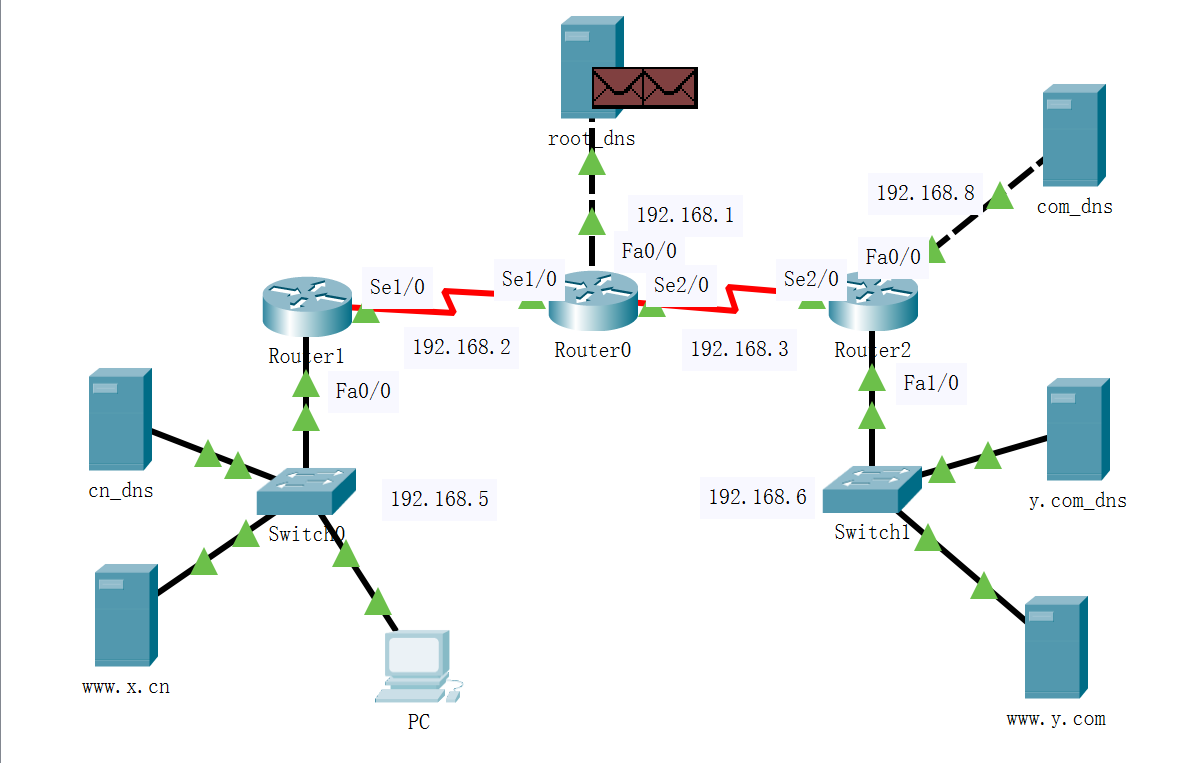 root_dns
192.168.8
com_dns
192.168.1
Fa0/0
Fa0/0
Se1/0
Se1/0
Se2/0
Se2/0
Router1
192.168.2
Router0
192.168.3
Router2
Fa0/0
Fa1/0
cn_dns
192.168.5
192.168.6
y.com_dns
Switch0
Switch1
www.x.cn
PC
www.y.com